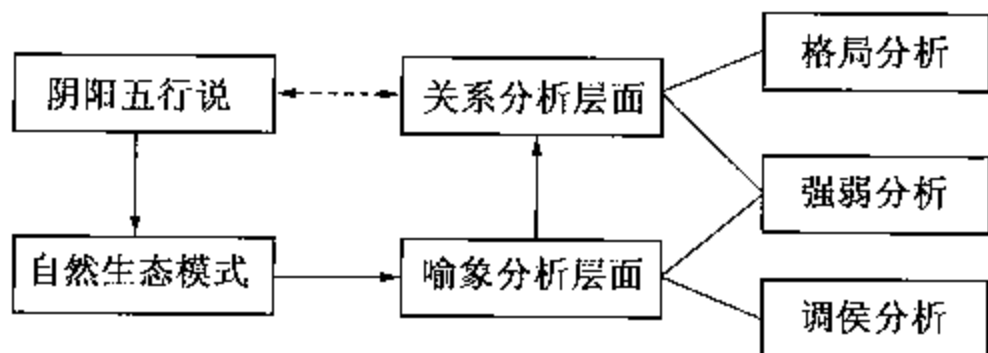 格局分析
阴阳五行说
关系分析层面
强弱分析
自然生态模式
喻象分析层面
调侯分析